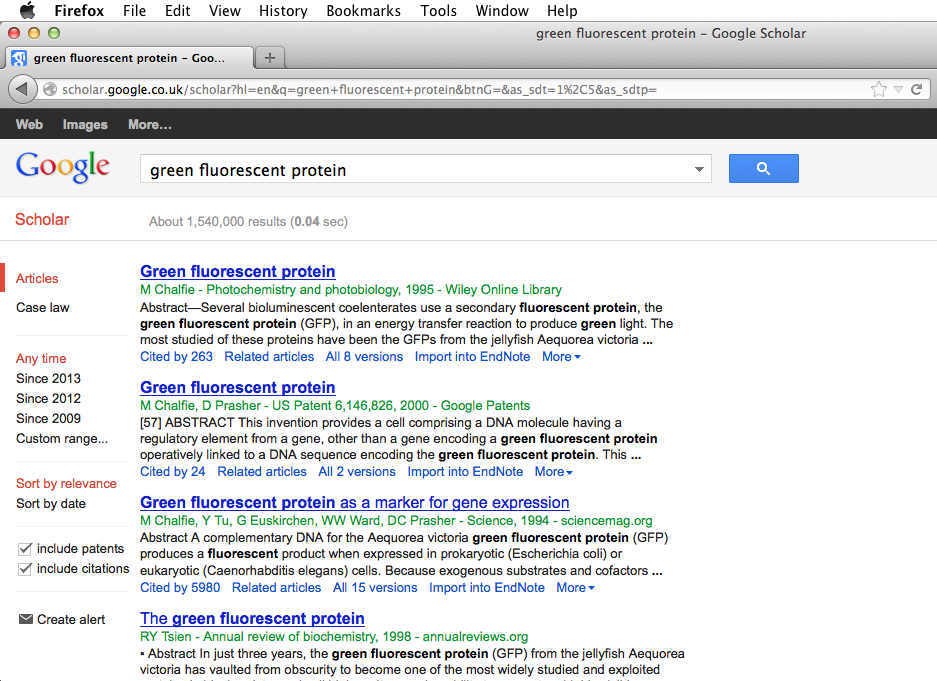 Firefox File Edit View History Bookmarks Tools Window Help
green fluorescent protein – Google Scholar
green fluorescent protein – Goo...
scholar.google.co.uk/scholar?hl=en&q=green+fluorescent+protein&btnG=&as_sdt=1%2C5&as_sdtp=
Web Images More...
Google green fluorescent protein
Scholar About 1,540,000 results (0.04 sec)
Articles
Case law
Any time
Since 2013
Since 2012
Since 2009
Custom range...
Sort by relevance
Sort by date
include patents
include citations
Create alert
Green fluorescent protein
M Chalfie - Photochemistry and photobiology, 1995 - Wiley Online Library
Abstract—Several bioluminescent coelenterates use a secondary fluorescent protein, the
green fluorescent protein (GFP), in an energy transfer reaction to produce green light. The
most studied of these proteins have been the GFPs from the jellyfish Aequorea victoria ...
Cited by 263 Related articles All 8 versions Import into EndNote More
Green fluorescent protein
M Chalfie, D Prasher - US Patent 6,146,826, 2000 - Google Patents
[57] ABSTRACT This invention provides a cell comprising a DNA molecule having a
regulatory element from a gene, other than a gene encoding a green fluorescent protein
operatively linked to a DNA sequence encoding the green fluorescent protein. This ...
Cited by 24 Related articles All 2 versions Import into EndNote More
Green fluorescent protein as a marker for gene expression
M Chalfie, Y Tu, G Euskirchen, WW Ward, DC Prasher - Science, 1994 - sciencemag.org
Abstract A complementary DNA for the Aequorea victoria green fluorescent protein (GFP)
produces a fluorescent product when expressed in prokaryotic (Escherichia coli) or
eukaryotic (Caenorhabditis elegans) cells. Because exogenous substrates and cofactors ...
Cited by 5980 Related articles All 15 versions Import into EndNote More
The green fluorescent protein
RY Tsien - Annual review of biochemistry, 1998 - annualreviews.org
▪ Abstract In just three years, the green fluorescent protein (GFP) from the jellyfish Aequorea
victoria has vaulted from obscurity to become one of the most widely studied and exploited